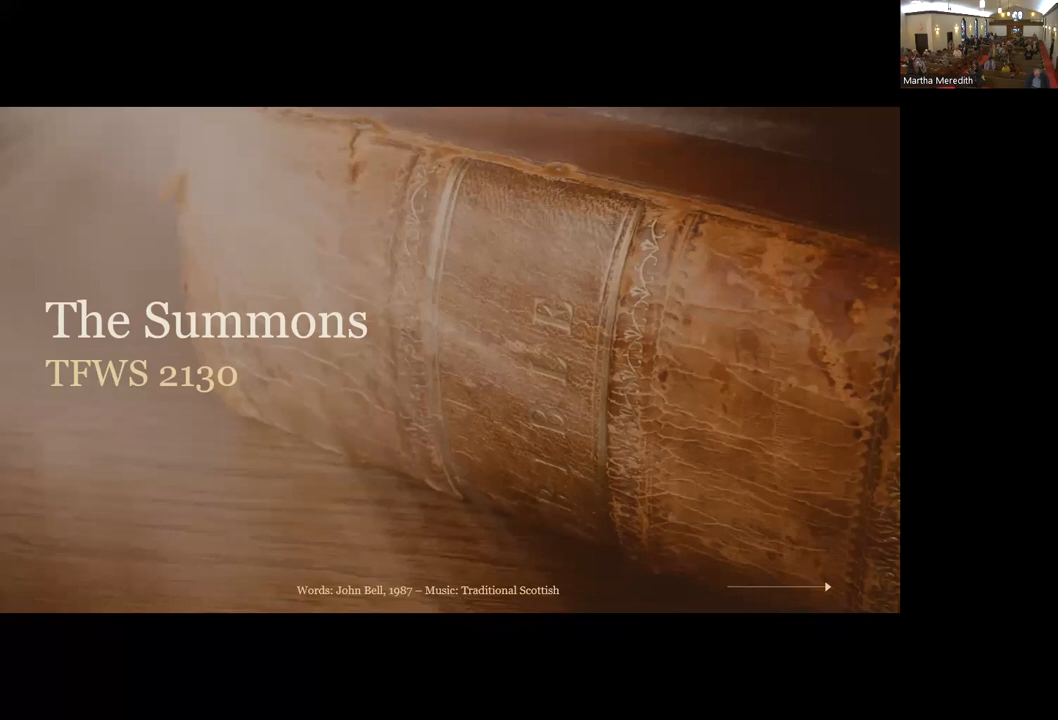 Martha Meredith
The Summons
TFWS 2130
BIBLE
Words: John Bell, 1987 – Music: Traditional Scottish